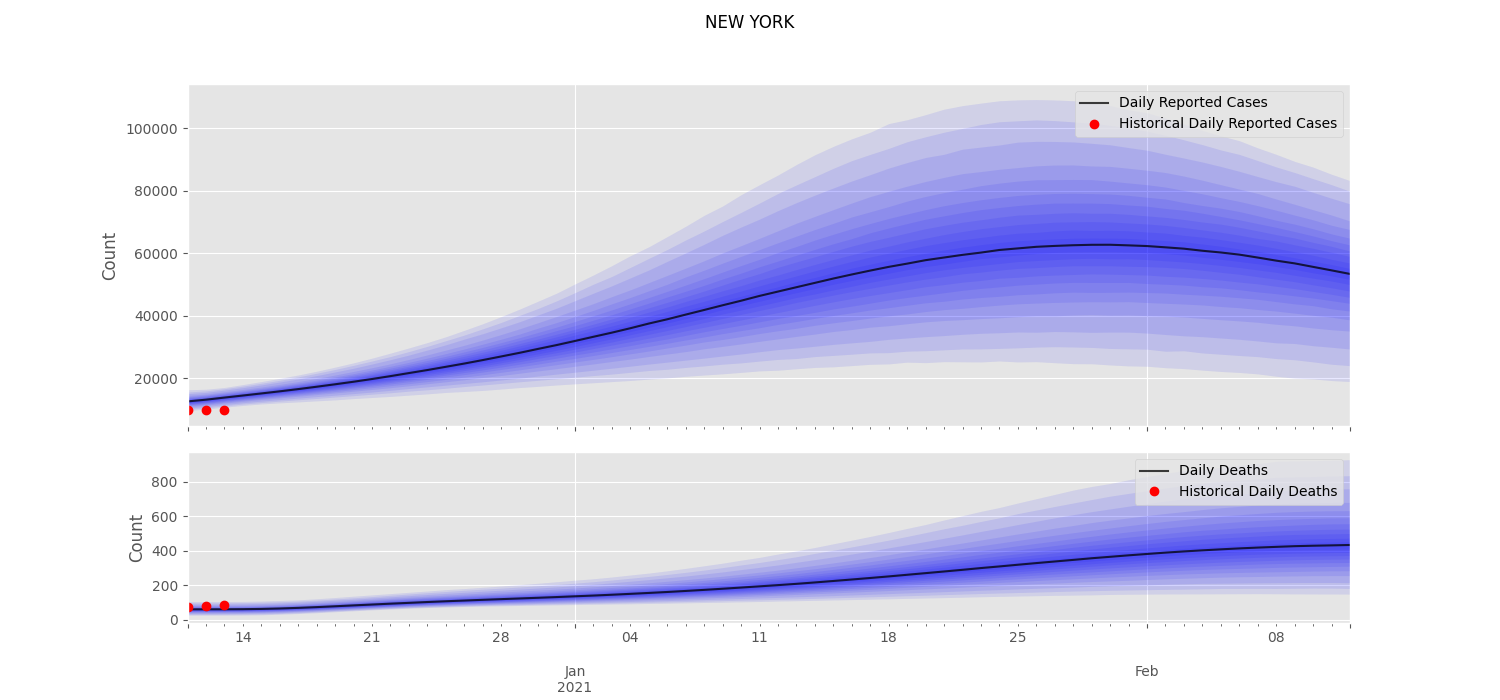 NEW YORK
Daily Reported Cases
Historical Daily Reported Cases
Count
100000
80000
60000
40000
20000
Daily Deaths
Historical Daily Deaths
Count
800
600
400
200
0
14 21 28 04 11 18 25 08
Jan Feb
2021